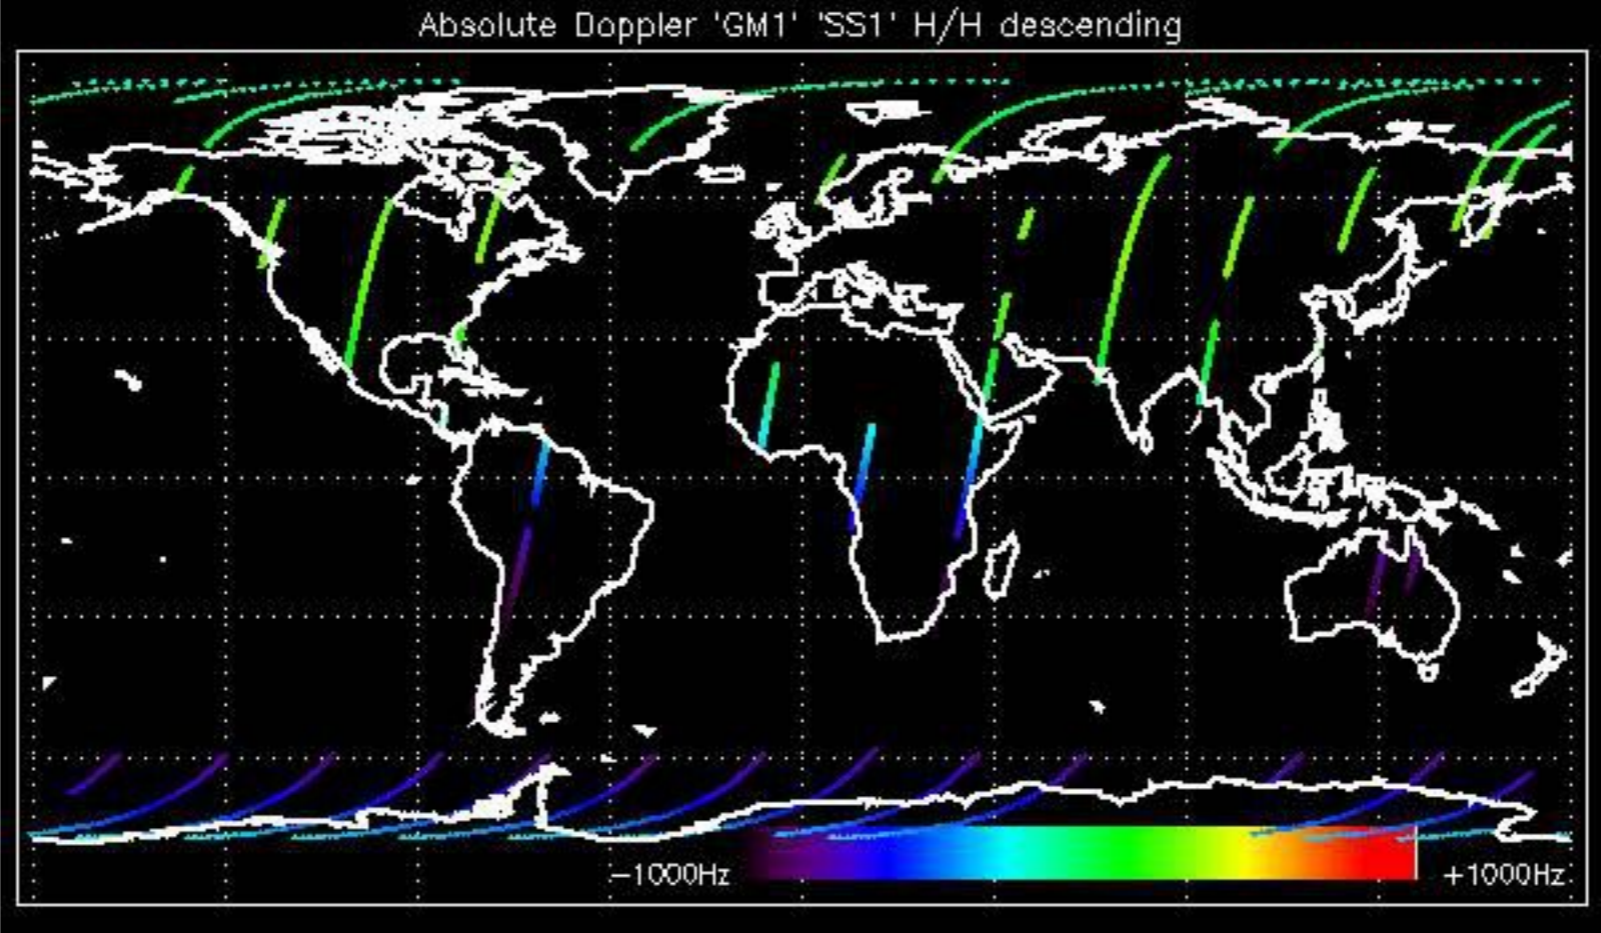 Absolute Doppler 'GM1' 'SS1' H/H descending
−1000Hz
+1000Hz